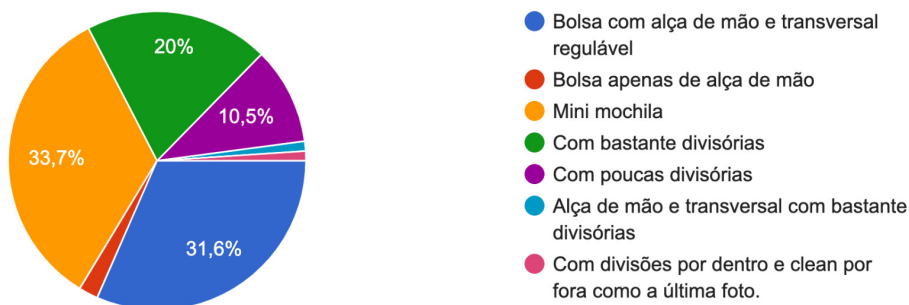 20%
10,5%
33,7%
31,6%
Bolsa com alça de mão e transversal
regulável
Bolsa apenas de alça de mão
Mini mochila
Com bastante divisórias
Com poucas divisórias
Alça de mão e transversal com bastante
divisórias
Com divisões por dentro e clean por
fora como a última foto.